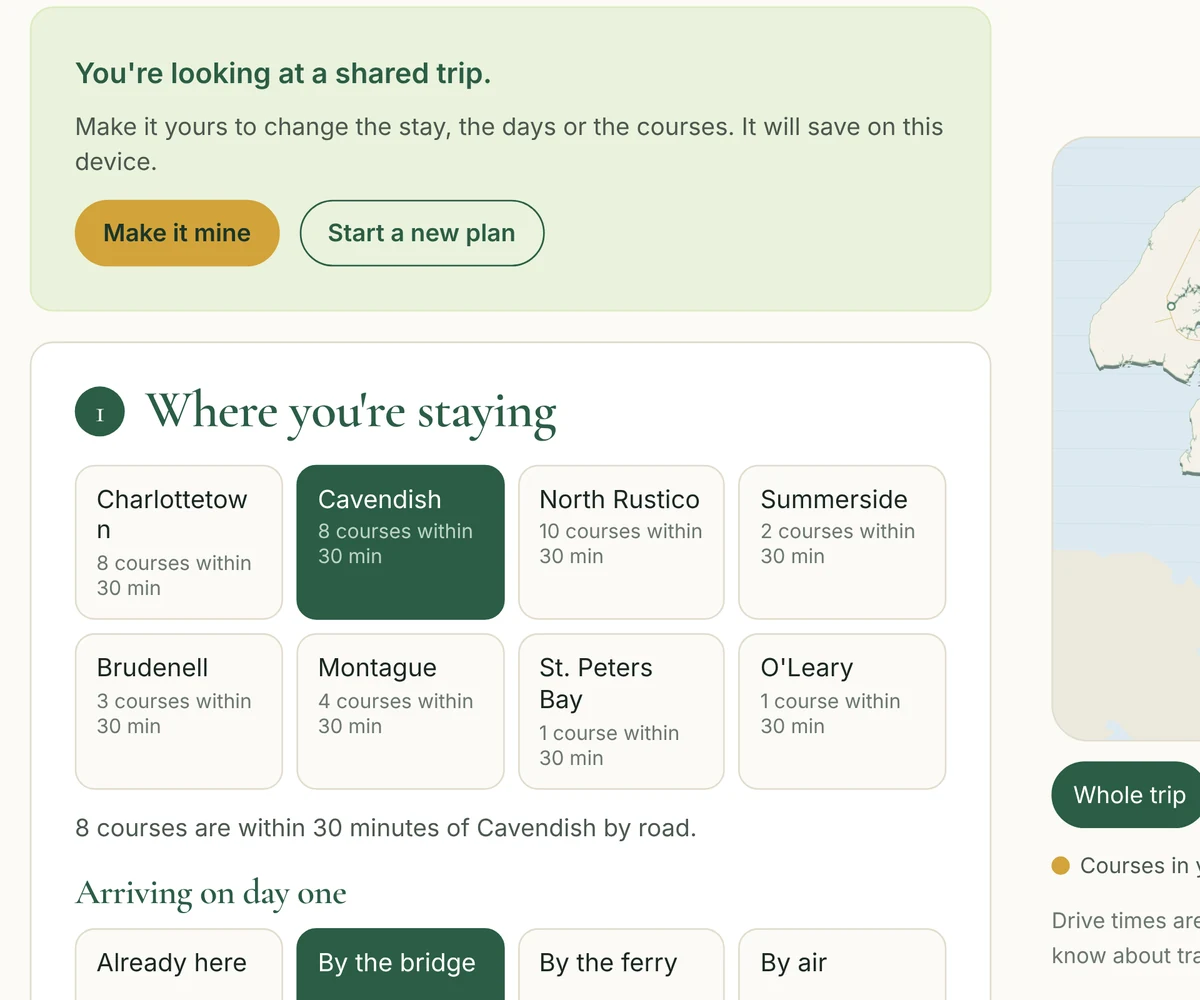 You're looking at a shared trip.
Make it yours to change the stay, the days or the courses. It will save on this
device.
Make it mine
Start a new plan
1
Where you're staying
Charlottetow
n
8 courses within
30 min
Cavendish
8 courses within
30 min
North Rustico
10 courses within
30 min
Summerside
2 courses within
30 min
Brudenell
3 courses within
30 min
Montague
4 courses within
30 min
St. Peters
Bay
1 course within
30 min
O'Leary
1 course within
30 min
8 courses are within 30 minutes of Cavendish by road.
Arriving on day one
Already here
By the bridge
By the ferry
By air
Whole trip
Courses in
Drive times are
know about